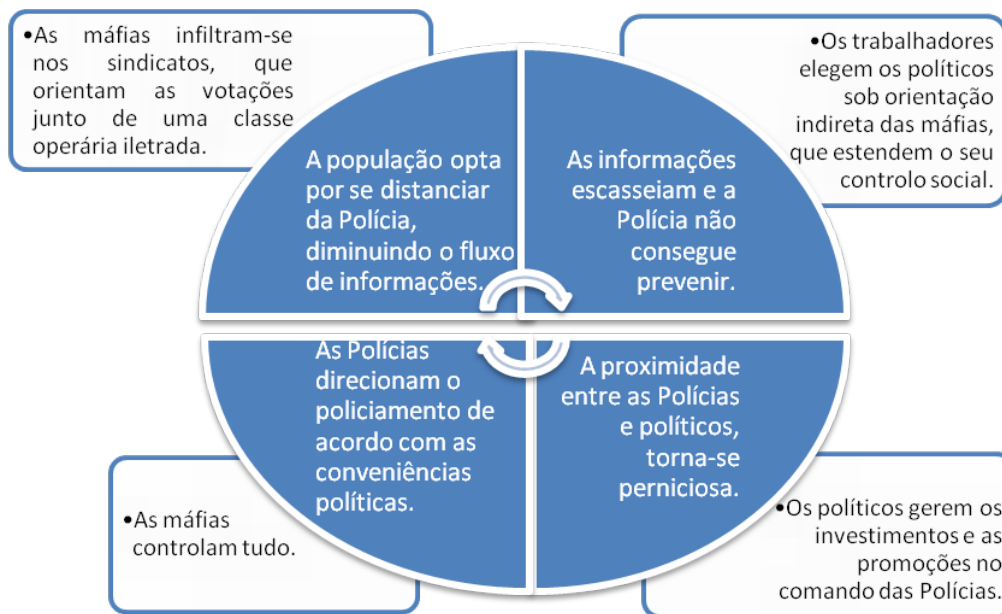 •As máfias infiltram-se
nos sindicatos, que
orientam as votações
junto de uma classe
operária iletrada.
•Os trabalhadores
elegem os políticos
sob orientação
indireta das máfias,
que estendem o seu
controlo social.
A população opta
por se distanciar
da Polícia,
diminuindo o fluxo
de informações.
As informações
escasseiam e a
Polícia não
consegue
prevenir.
As Polícias
direcionam o
policiamento de
acordo com as
conveniências
políticas.
A proximidade
entre as Polícias
e políticos,
torna-se
perniciosa.
•As máfias
controlam tudo.
•Os políticos gerem os
investimentos e as
promoções no
comando das Polícias.